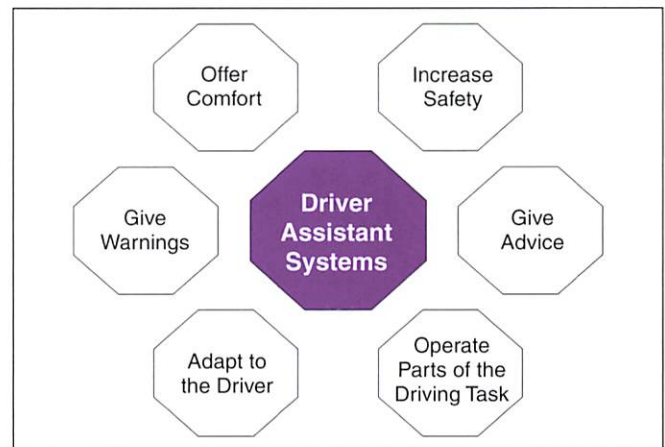 Offer
Comfort
Increase
Safety
Give
Warnings
Driver
Assistant
Systems
Give
Advice
Adapt to
the Driver
Operate
Parts of the
Driving Task